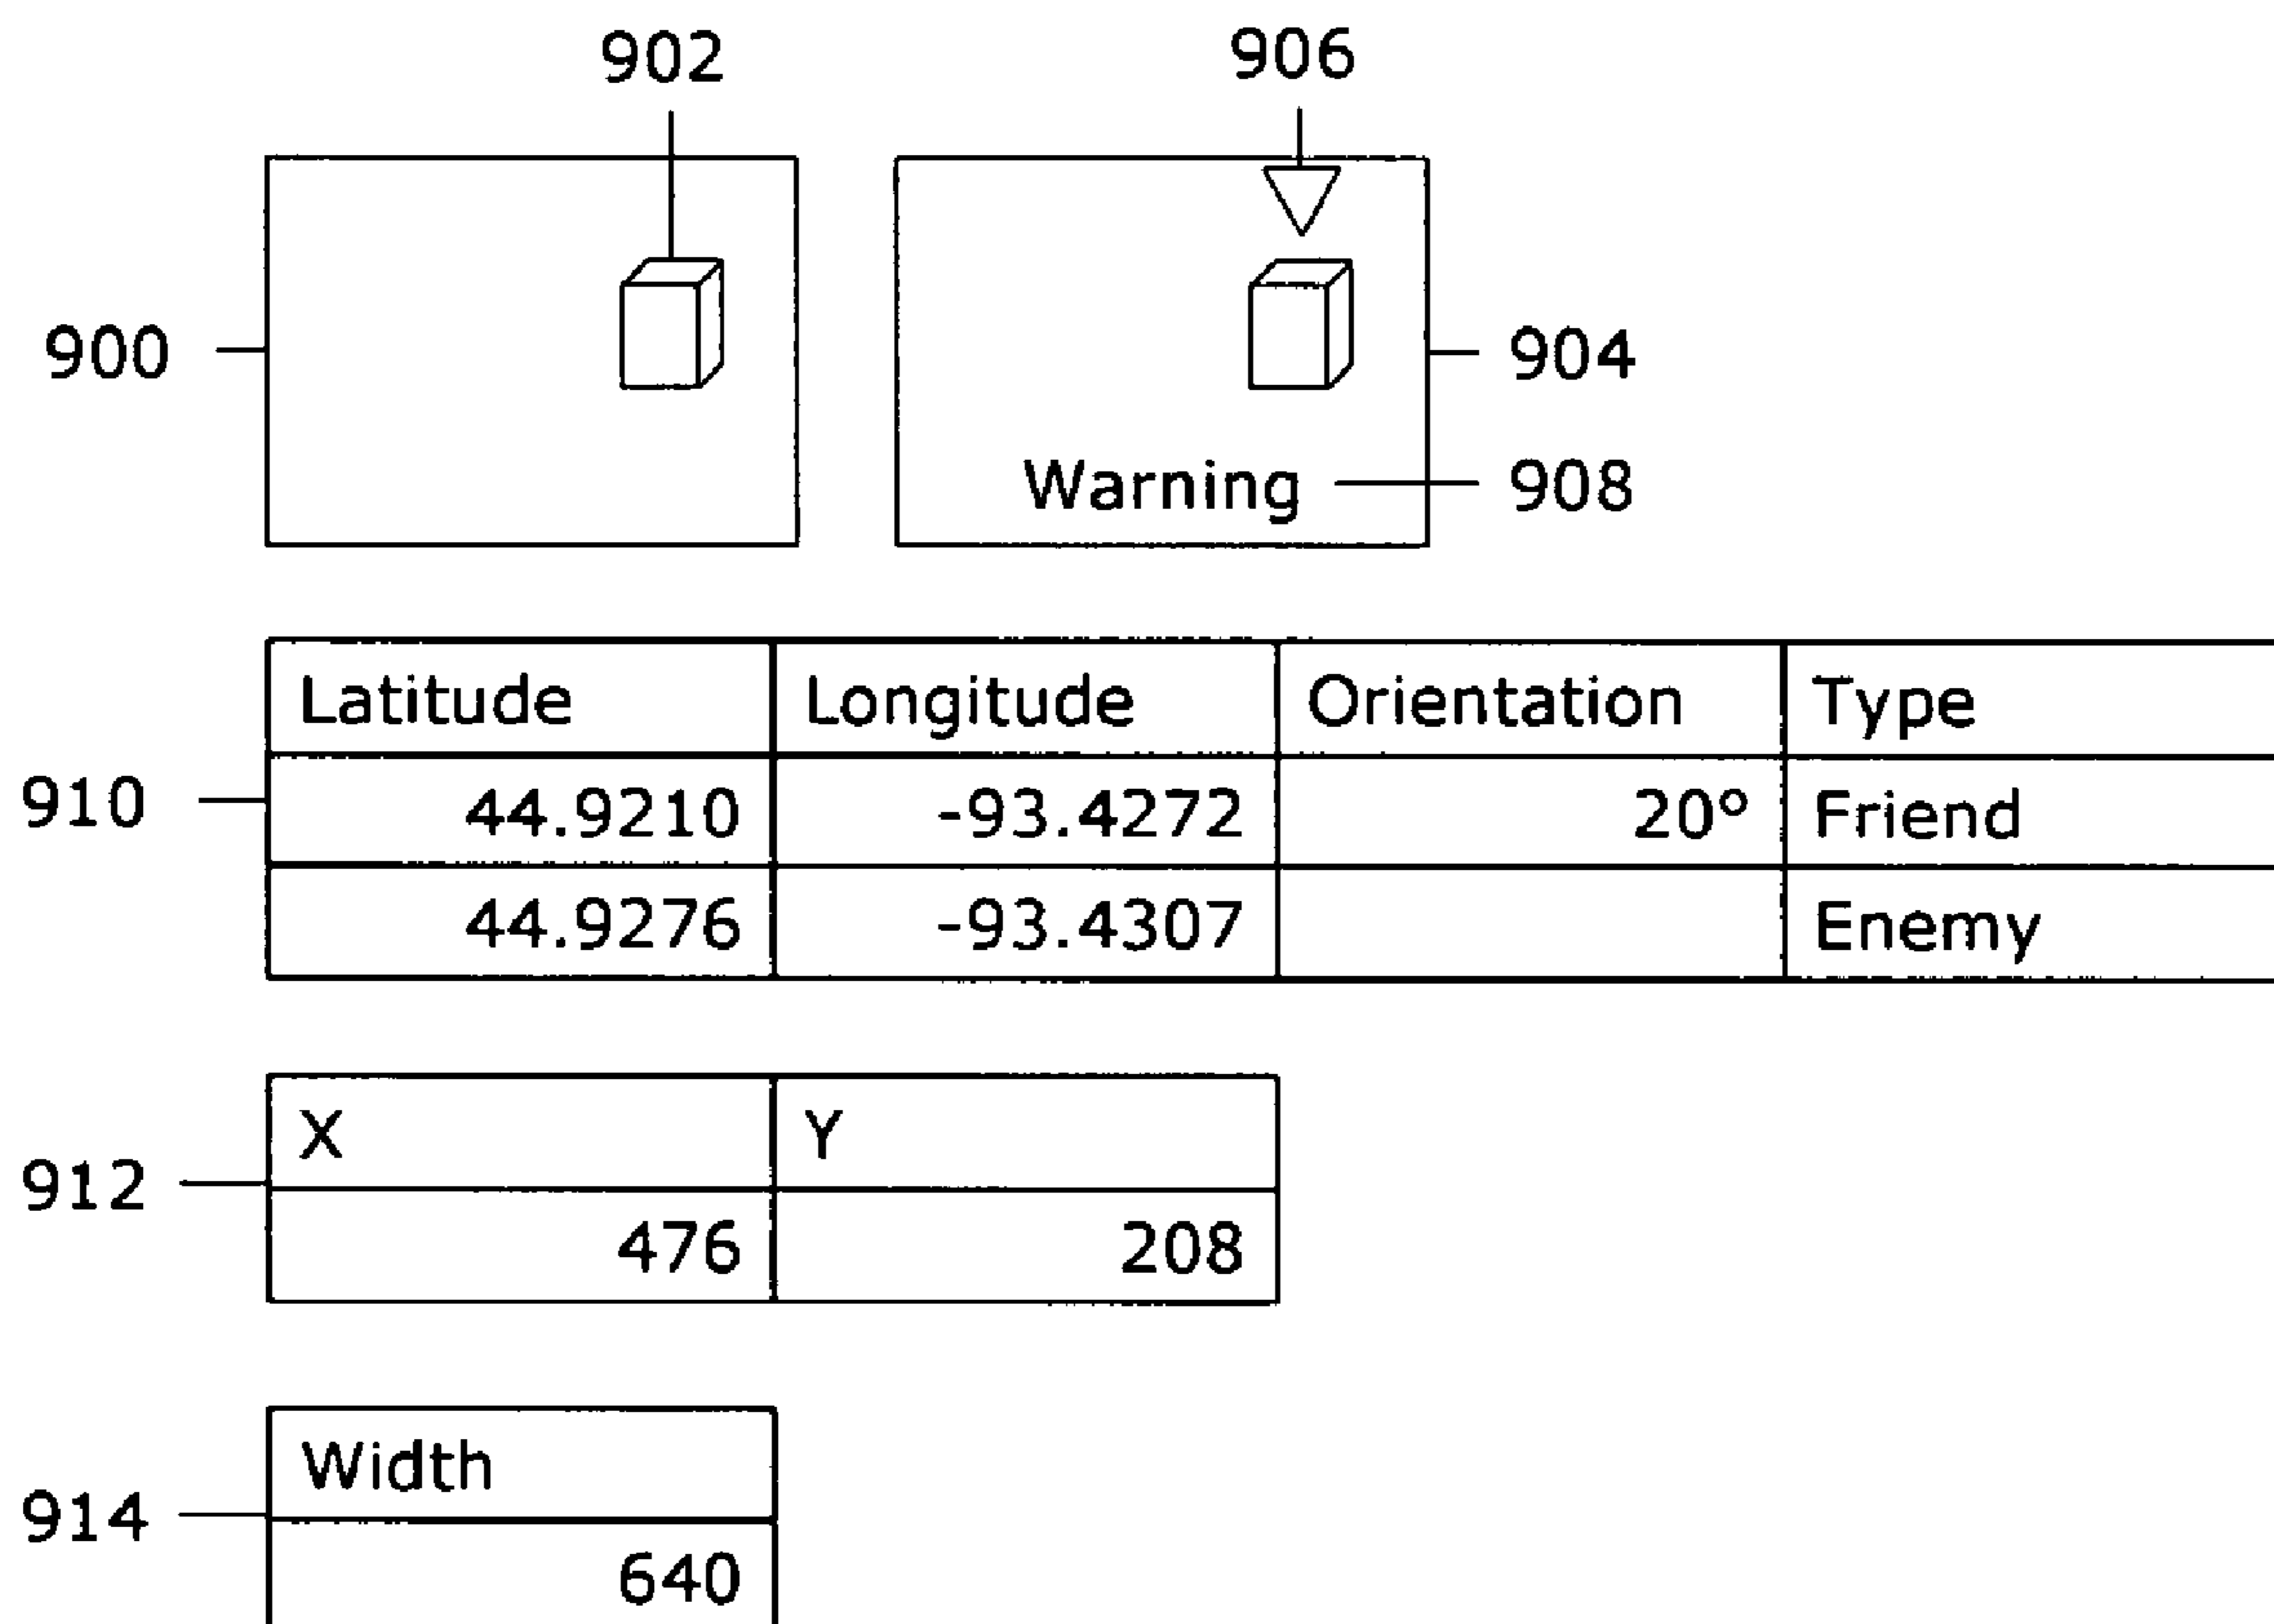 902 906
900 904
Warning 908
Latitude Longitude Orientation Type
910 44.9210 -93.4272 20° Friend
44.9276 -93.4307 Enemy
X Y
912 476 208
Width
914 640